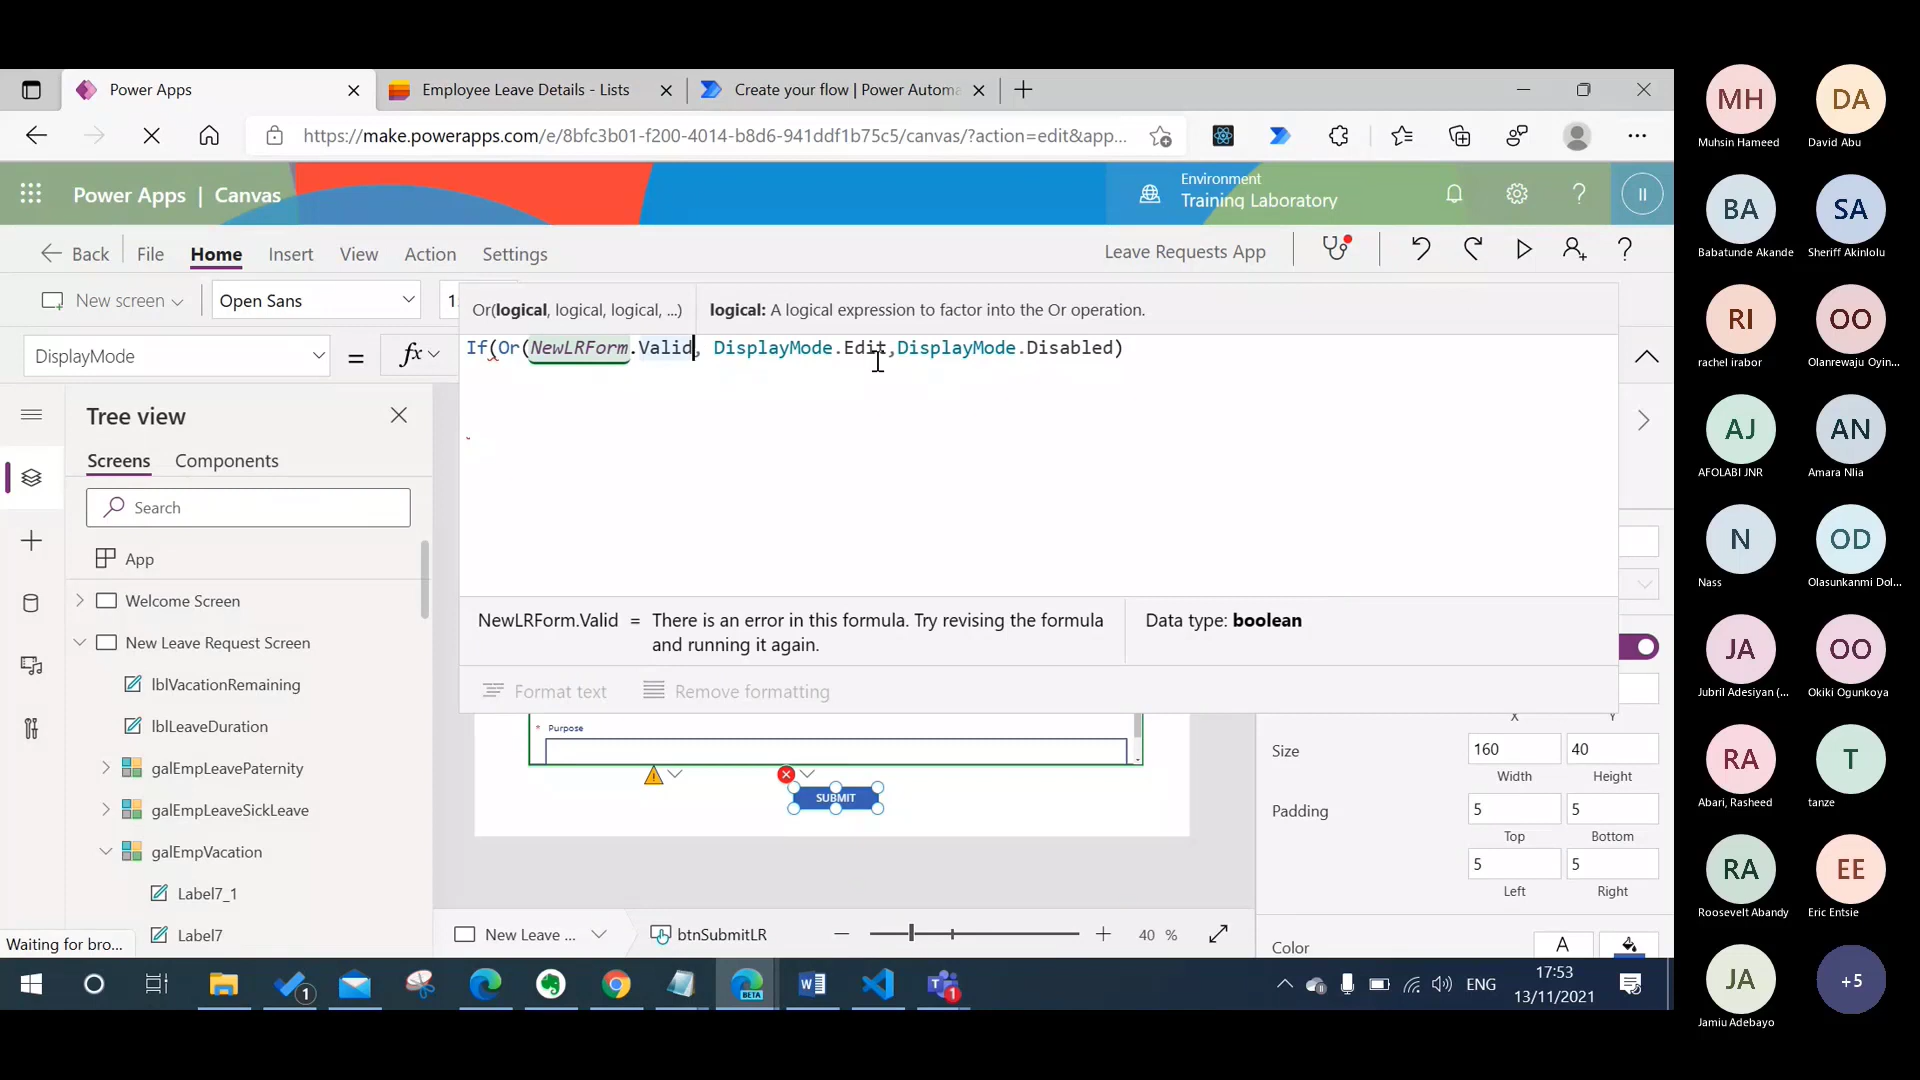 Power Apps
Employee Leave Details - Lists
Create your flow | Power Automa
https://make.powerapps.com/e/8bfc3b01-f200-4014-b8d6-941ddf1b75c5/canvas/?action=edit&app...
Power Apps | Canvas
Environment
Training Laboratory
II
Back
File
Home
Insert
View
Action
Settings
Leave Requests App
New screen
Open Sans
Or(logical, logical, logical, ...)
logical: A logical expression to factor into the Or operation.
DisplayMode
=
fx
If(Or(NewLRForm.Valid, DisplayMode.Edit,DisplayMode.Disabled)
Tree view
Screens
Components
Search
App
Welcome Screen
New Leave Request Screen
lblVacationRemaining
lblLeaveDuration
galEmpLeavePaternity
galEmpLeaveSickLeave
galEmpVacation
Label7_1
Label7
NewLRForm.Valid = There is an error in this formula. Try revising the formula
and running it again.
Data type: boolean
Format text
Remove formatting
* Purpose
SUBMIT
X
Y
Size
160
40
Width
Height
Padding
5
5
Top
Bottom
5
5
Left
Right
Color
A
Waiting for bro...
New Leave ...
btnSubmitLR
40 %
1
BETA
1
ENG
17:53
13/11/2021
MH
Muhsin Hameed
DA
David Abu
BA
Babatunde Akande
SA
Sheriff Akinlolu
RI
rachel irabor
OO
Olanrewaju Oyin...
AJ
AFOLABI JNR
AN
Amara Nlia
N
Nass
OD
Olasunkanmi Dol...
JA
Jubril Adesiyan (...
OO
Okiki Ogunkoya
RA
Abari, Rasheed
T
tanze
RA
Roosevelt Abandy
EE
Eric Entsie
JA
Jamiu Adebayo
+5